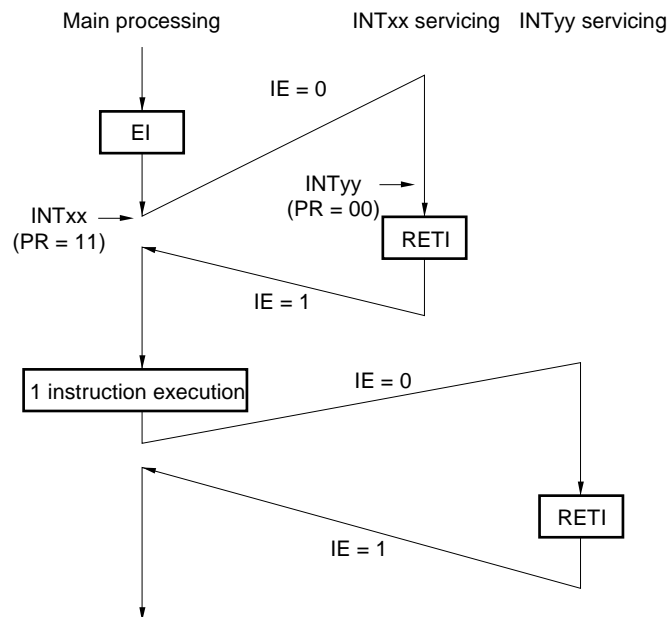 Main processing
INTxx servicing
INTyy servicing
IE = 0
EI
INTyy
(PR = 00)
INTxx
(PR = 11)
RETI
IE = 1
1 instruction execution
IE = 0
RETI
IE = 1